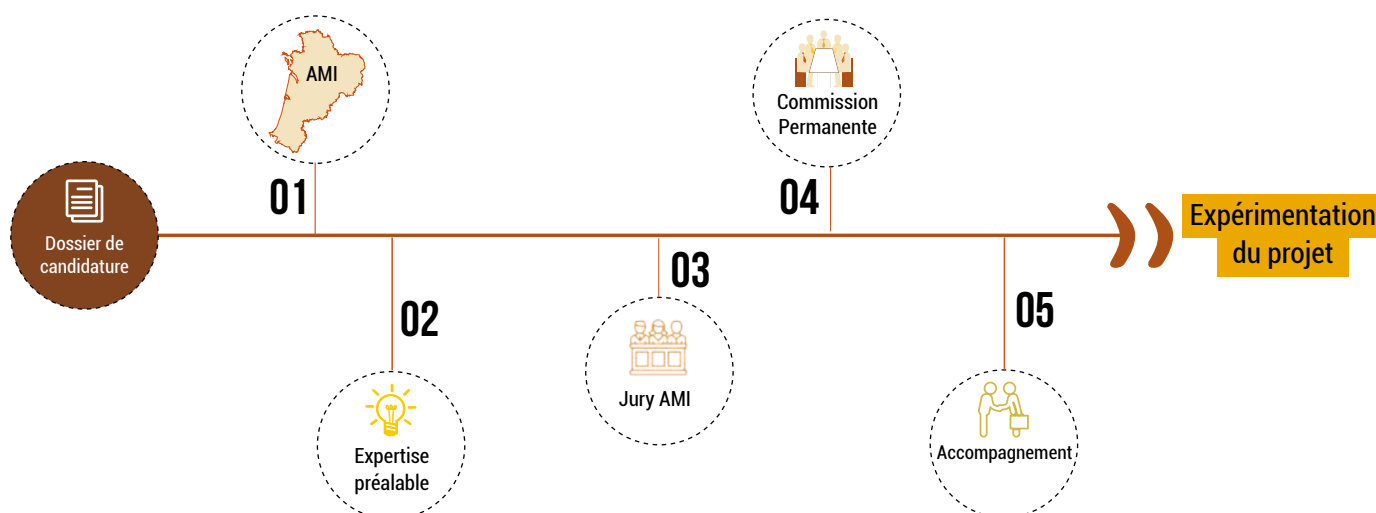 Dossier de
candidature
AMI
01
02
Expertise
préalable
03
Jury AMI
04
Commission
Permanente
05
Accompagnement
Expérimentation
du projet